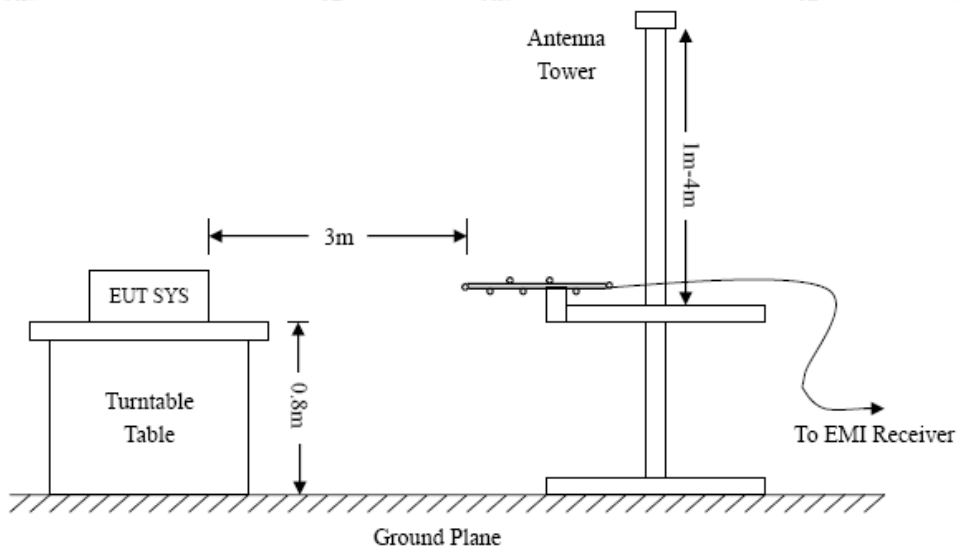 Antenna
Tower
1m-4m
3m
EUT SYS
0.8m
Turntable
Table
To EMI Receiver
Ground Plane